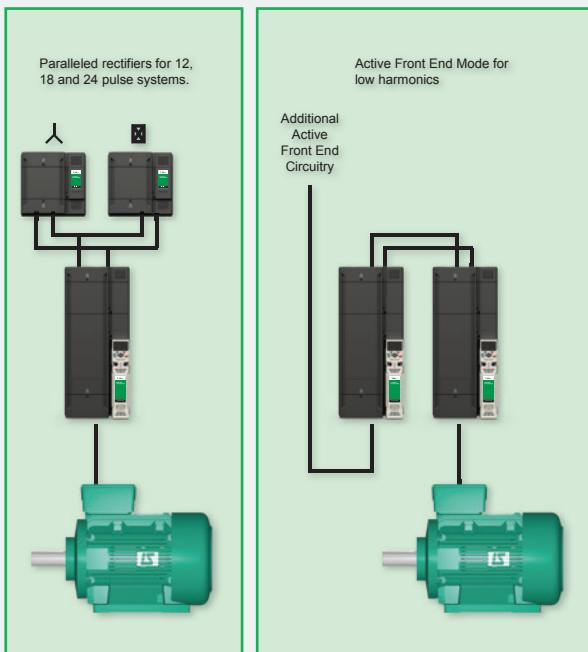 Paralleled rectifiers for 12,
18 and 24 pulse systems.
Active Front End Mode for
low harmonics
Additional
Active
Front End
Circuitry